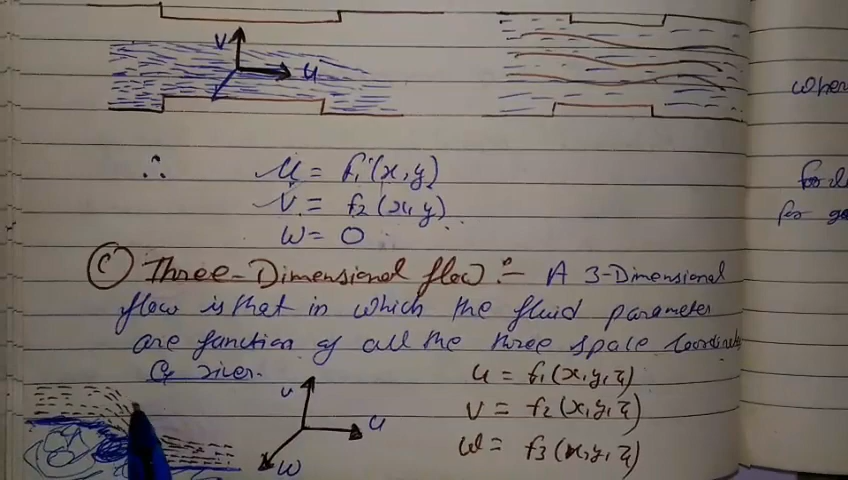 V
u
when
∴ u = f₁(x,y)
V = f₂(x,y)
W = 0
for
for
(C) Three-Dimensional flow :- A 3-Dimensional
flow is that in which the fluid parameter
are function of all the three space Coordinates
river.
u = f₁(x,y,z)
V = f₂(x,y,z)
W = f₃(x,y,z)
V
u
W